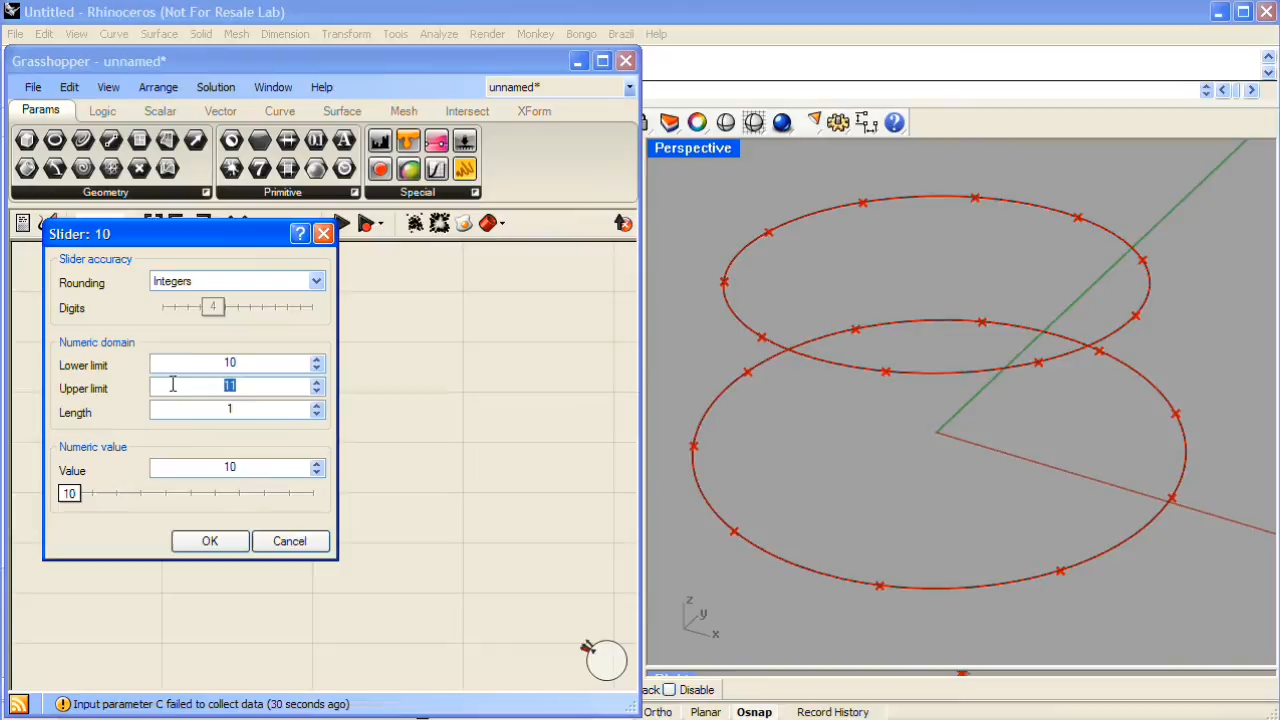 Untitled - Rhinoceros (Not For Resale Lab)
File Edit View Curve Surface Solid Mesh Dimension Transform Tools Analyze Render Monkey Bongo Brazil Help
Grasshopper - unnamed*
File Edit View Arrange Solution Window Help unnamed*
Params Logic Scalar Vector Curve Surface Mesh Intersect XForm
0.1 A
7
Geometry Primitive Special
Perspective
Slider: 10
Slider accuracy
Rounding Integers
Digits 4
Numeric domain
Lower limit 10
Upper limit 11
Length 1
Numeric value
Value 10
10
OK Cancel
z
y
x
Input parameter C failed to collect data (30 seconds ago)
ack Disable
Ortho Planar Osnap Record History